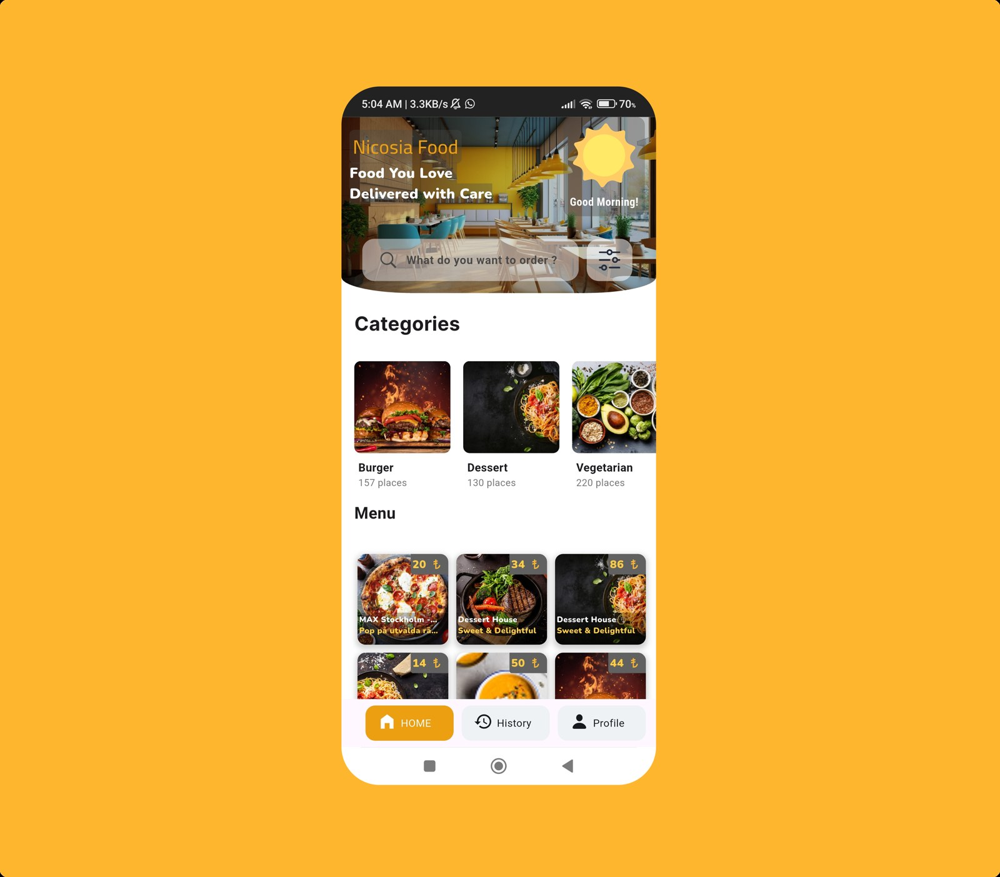 5:04 AM | 3.3KB/s
70%
Nicosia Food
Food You Love
Delivered with Care
Good Morning!
What do you want to order ?
Categories
Burger
157 places
Dessert
130 places
Vegetarian
220 places
Menu
20 ₺
MAX Stockholm -...
Pop på utvalda rä...
34 ₺
Dessert House
Sweet & Delightful
86 ₺
Dessert House
Sweet & Delightful
14 ₺
50 ₺
44 ₺
HOME
History
Profile